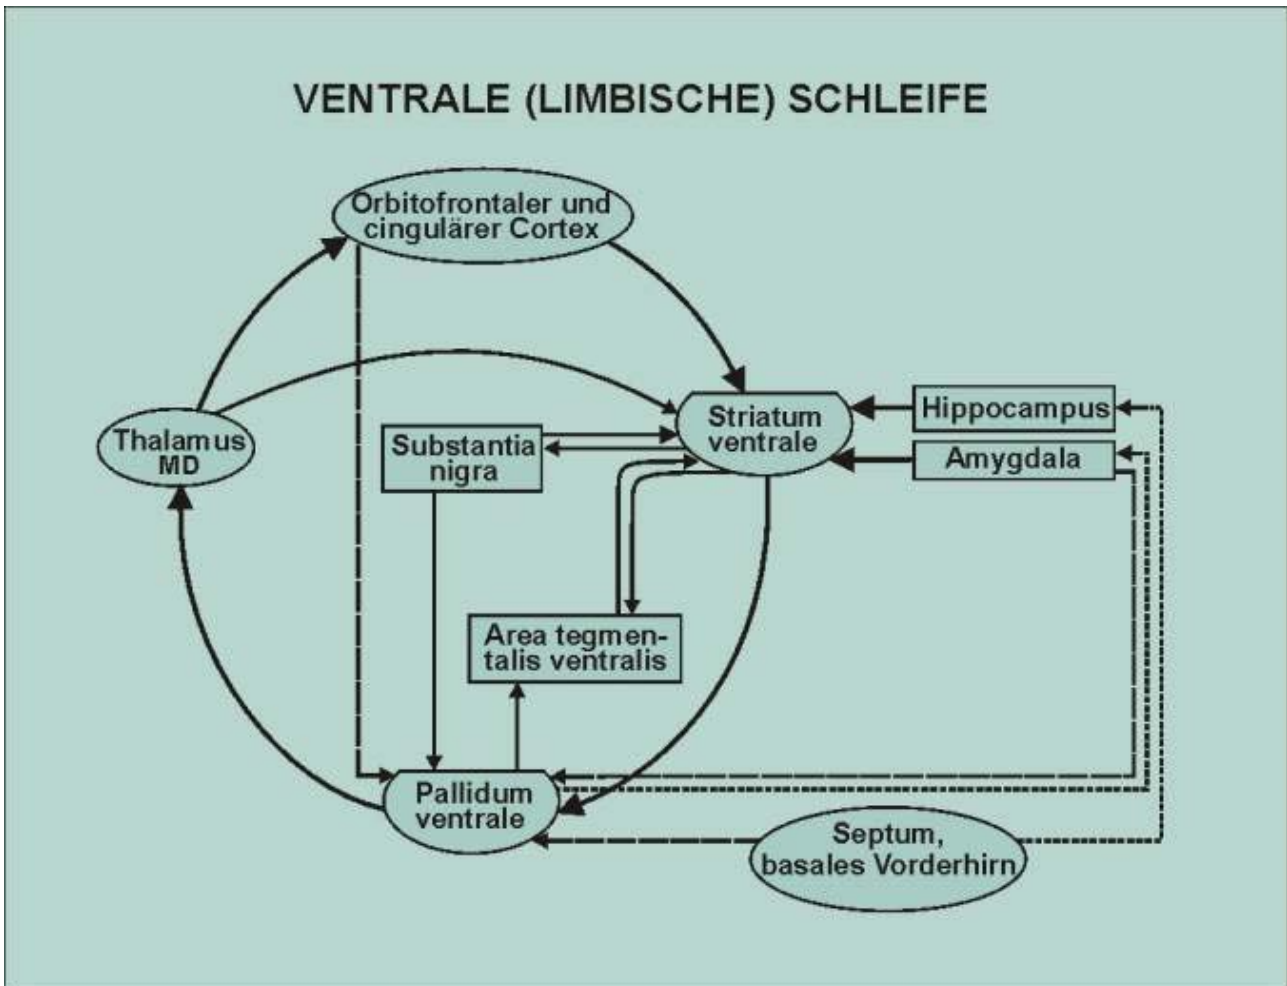 VENTRALE (LIMBISCHE) SCHLEIFE
Orbitofrontaler und
cingulärer Cortex
Thalamus
MD
Substantia
nigra
Striatum
ventrale
Hippocampus
Amygdala
Area tegmen-
talis ventralis
Pallidum
ventrale
Septum,
basales Vorderhirn